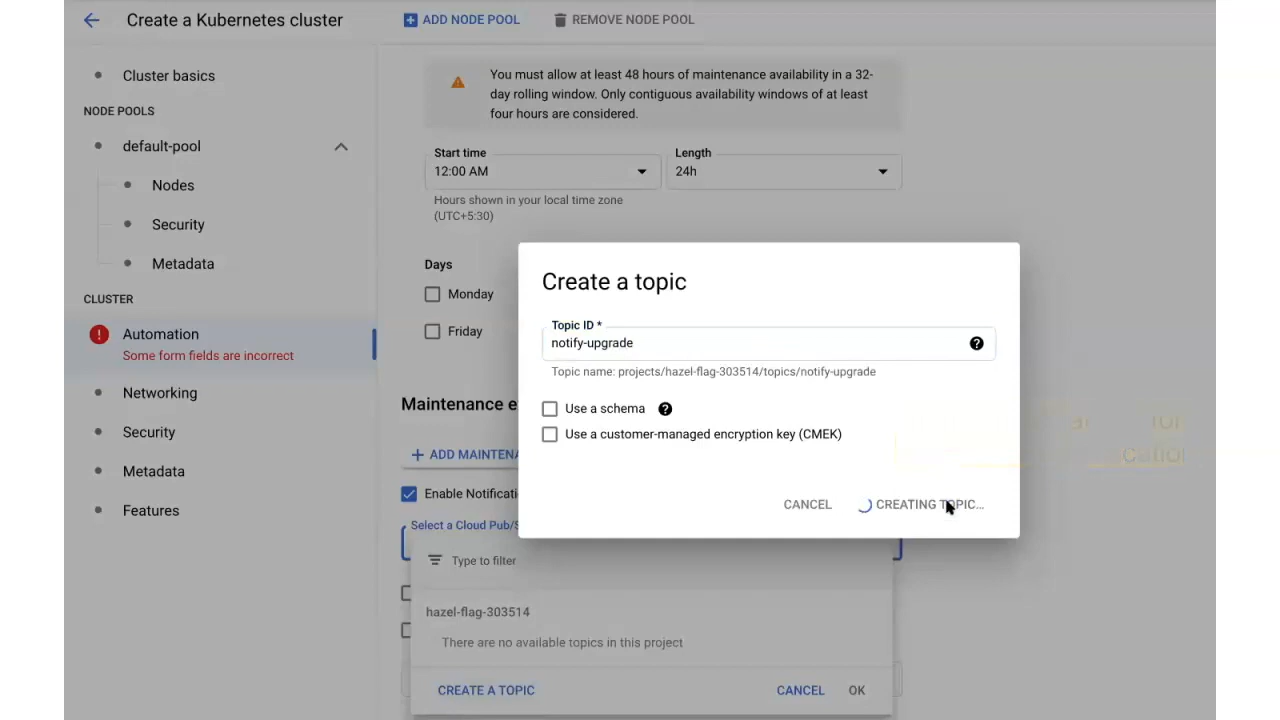 Create a Kubernetes cluster
ADD NODE POOL
REMOVE NODE POOL
Cluster basics
NODE POOLS
default-pool
Nodes
Security
Metadata
CLUSTER
Automation
Some form fields are incorrect
Networking
Security
Metadata
Features
You must allow at least 48 hours of maintenance availability in a 32-
day rolling window. Only contiguous availability windows of at least
four hours are considered.
Start time
12:00 AM
Length
24h
Hours shown in your local time zone
(UTC+5:30)
Days
Monday
Friday
Maintenance
ADD
Enable
Select a Cloud
Type to filter
hazel-flag-303514
There are no available topics in this project
CREATE A TOPIC
CANCEL
OK
Create a topic
Topic ID *
notify-upgrade
Topic name: projects/hazel-flag-303514/topics/notify-upgrade
Use a schema
Use a customer-managed encryption key (CMEK)
CANCEL
CREATING TOPIC...